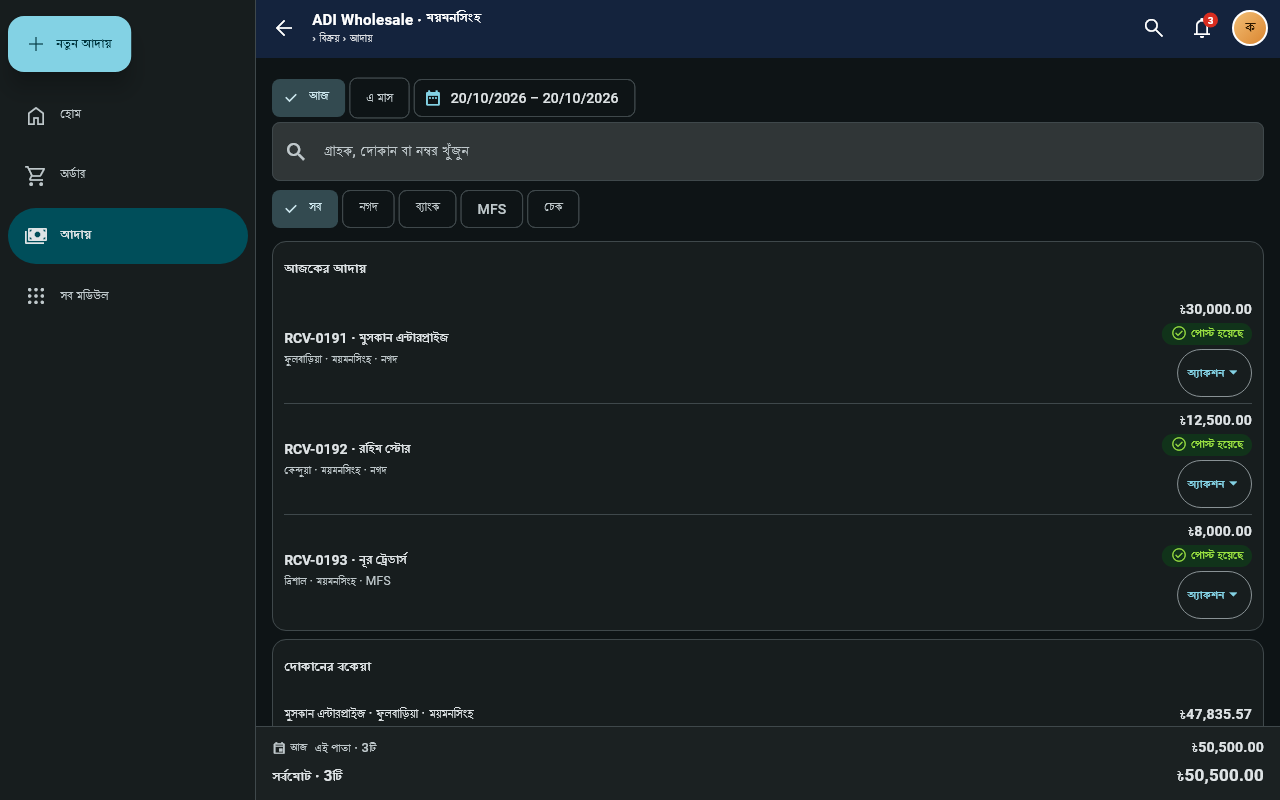 নতুন আদায়
হোম
অর্ডার
আদায়
সব মডিউল
ADI Wholesale · ময়মনসিংহ
› বিক্রয় › আদায়
3
ক
আজ
এ মাস
20/10/2026 – 20/10/2026
গ্রাহক, দোকান বা নম্বর খুঁজুন
সব
নগদ
ব্যাংক
MFS
চেক
আজকের আদায়
৳30,000.00
RCV-0191 · মুসকান এন্টারপ্রাইজ
পোস্ট হয়েছে
ফুলবাড়িয়া · ময়মনসিংহ · নগদ
অ্যাকশন
৳12,500.00
RCV-0192 · রহিম স্টোর
পোস্ট হয়েছে
কেন্দুয়া · ময়মনসিংহ · নগদ
অ্যাকশন
৳8,000.00
RCV-0193 · নূর ট্রেডার্স
পোস্ট হয়েছে
ত্রিশাল · ময়মনসিংহ · MFS
অ্যাকশন
দোকানের বকেয়া
মুসকান এন্টারপ্রাইজ · ফুলবাড়িয়া · ময়মনসিংহ
৳47,835.57
আজ এই পাতা · 3টি
৳50,500.00
সর্বমোট · 3টি
৳50,500.00